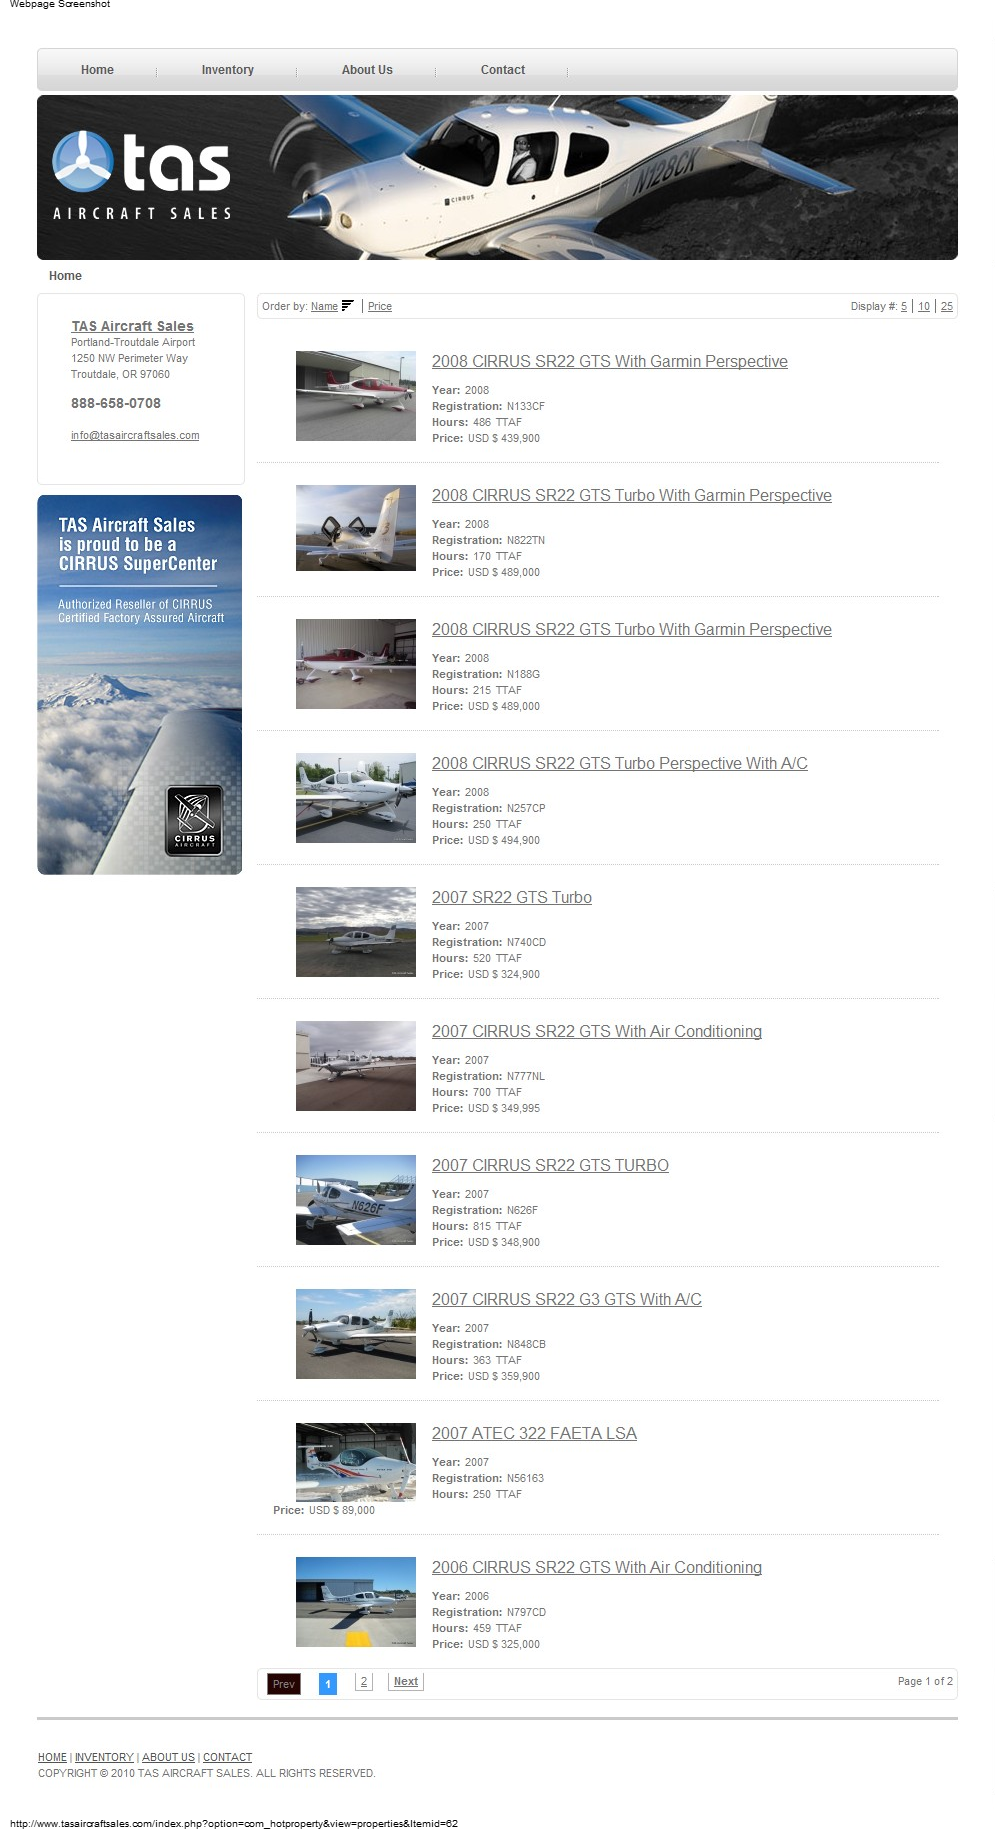 Webpage Screenshot
Home
Inventory
About Us
Contact
tas
AIRCRAFT SALES
CIRRUS
N128CK
Home
TAS Aircraft Sales
Portland-Troutdale Airport
1250 NW Perimeter Way
Troutdale, OR 97060
888-658-0708
info@tasaircraftsales.com
TAS Aircraft Sales
is proud to be a
CIRRUS SuperCenter
Authorized Reseller of CIRRUS
Certified Factory Assured Aircraft
CIRRUS
AIRCRAFT
Order by: Name | Price
Display #: 5 | 10 | 25
2008 CIRRUS SR22 GTS With Garmin Perspective
Year: 2008
Registration: N133CF
Hours: 486 TTAF
Price: USD $ 439,900
2008 CIRRUS SR22 GTS Turbo With Garmin Perspective
Year: 2008
Registration: N822TN
Hours: 170 TTAF
Price: USD $ 489,000
2008 CIRRUS SR22 GTS Turbo With Garmin Perspective
Year: 2008
Registration: N188G
Hours: 215 TTAF
Price: USD $ 489,000
2008 CIRRUS SR22 GTS Turbo Perspective With A/C
Year: 2008
Registration: N257CP
Hours: 250 TTAF
Price: USD $ 494,900
2007 SR22 GTS Turbo
Year: 2007
Registration: N740CD
Hours: 520 TTAF
Price: USD $ 324,900
2007 CIRRUS SR22 GTS With Air Conditioning
Year: 2007
Registration: N777NL
Hours: 700 TTAF
Price: USD $ 349,995
N626F
2007 CIRRUS SR22 GTS TURBO
Year: 2007
Registration: N626F
Hours: 815 TTAF
Price: USD $ 348,900
2007 CIRRUS SR22 G3 GTS With A/C
Year: 2007
Registration: N848CB
Hours: 363 TTAF
Price: USD $ 359,900
2007 ATEC 322 FAETA LSA
Year: 2007
Registration: N56163
Hours: 250 TTAF
Price: USD $ 89,000
2006 CIRRUS SR22 GTS With Air Conditioning
Year: 2006
Registration: N797CD
Hours: 459 TTAF
Price: USD $ 325,000
Prev 1 2 Next
Page 1 of 2
HOME | INVENTORY | ABOUT US | CONTACT
COPYRIGHT © 2010 TAS AIRCRAFT SALES. ALL RIGHTS RESERVED.
http://www.tasaircraftsales.com/index.php?option=com_hotproperty&view=properties&Itemid=62